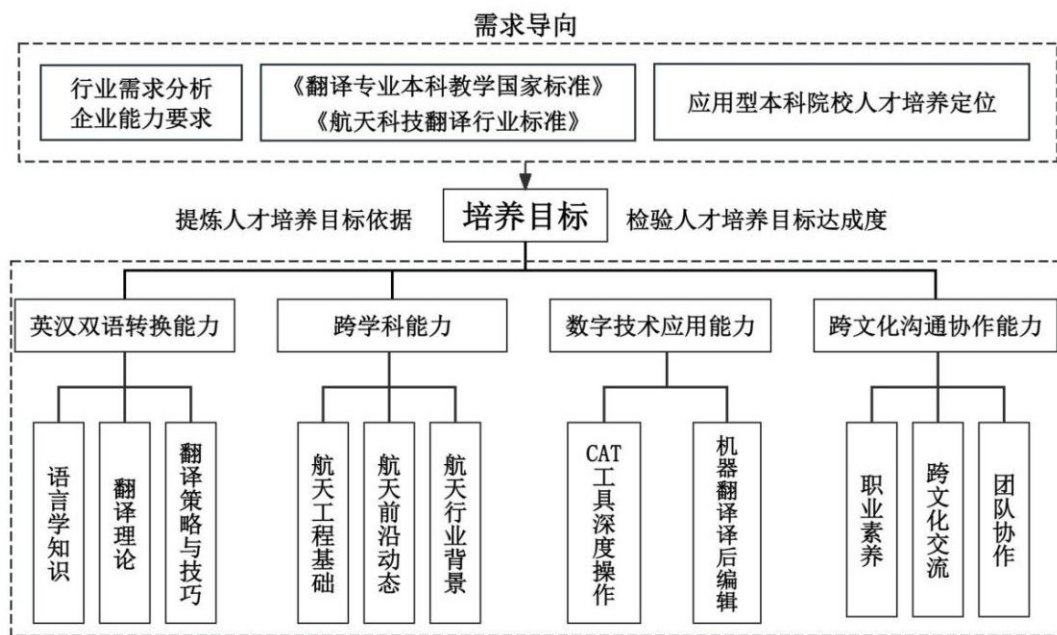 需求导向
行业需求分析
企业能力要求
《翻译专业本科教学国家标准》
《航天科技翻译行业标准》
应用型本科院校人才培养定位
提炼人才培养目标依据
培养目标
检验人才培养目标达成度
英汉双语转换能力
跨学科能力
数字技术应用能力
跨文化沟通协作能力
语言学知识
翻译理论
翻译策略与技巧
航天工程基础
航天前沿动态
航天行业背景
CAT工具深度操作
机器翻译译后编辑
职业素养
跨文化交流
团队协作